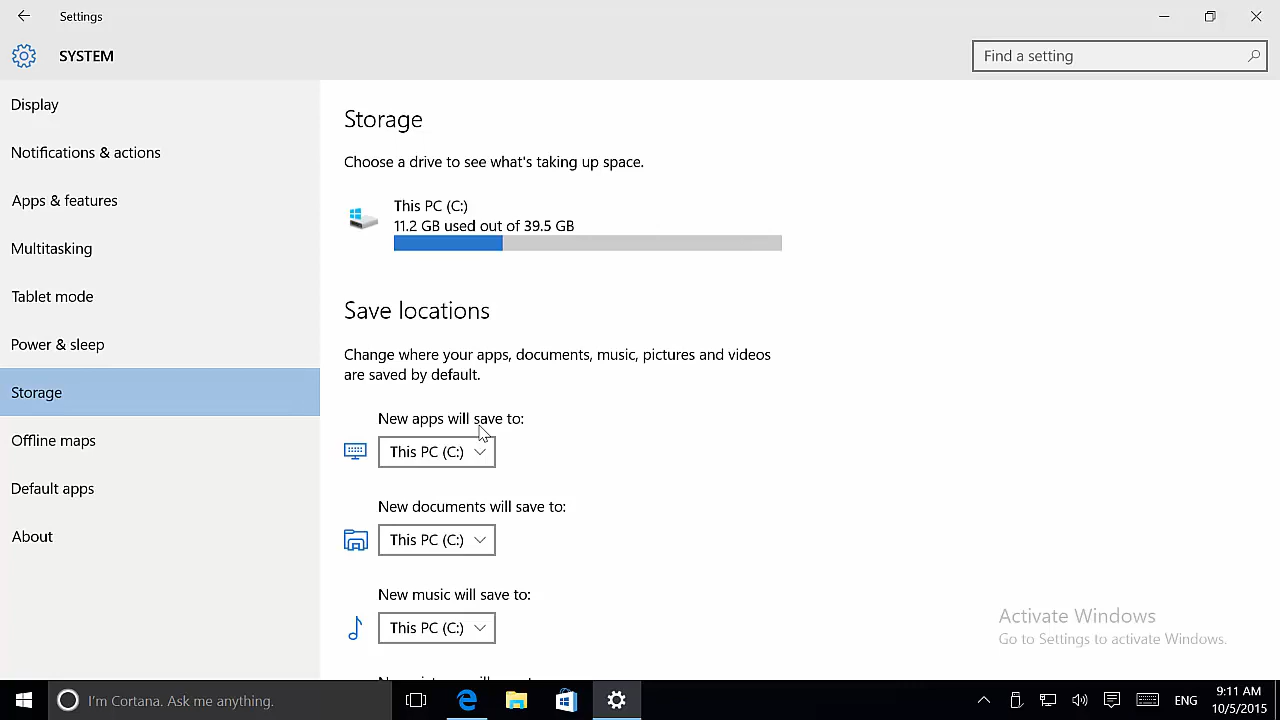 Settings
SYSTEM
Find a setting
Display
Notifications & actions
Apps & features
Multitasking
Tablet mode
Power & sleep
Storage
Offline maps
Default apps
About
Storage
Choose a drive to see what's taking up space.
This PC (C:)
11.2 GB used out of 39.5 GB
Save locations
Change where your apps, documents, music, pictures and videos
are saved by default.
New apps will save to:
This PC (C:)
New documents will save to:
This PC (C:)
New music will save to:
This PC (C:)
Activate Windows
Go to Settings to activate Windows.
I'm Cortana. Ask me anything.
ENG
9:11 AM
10/5/2015